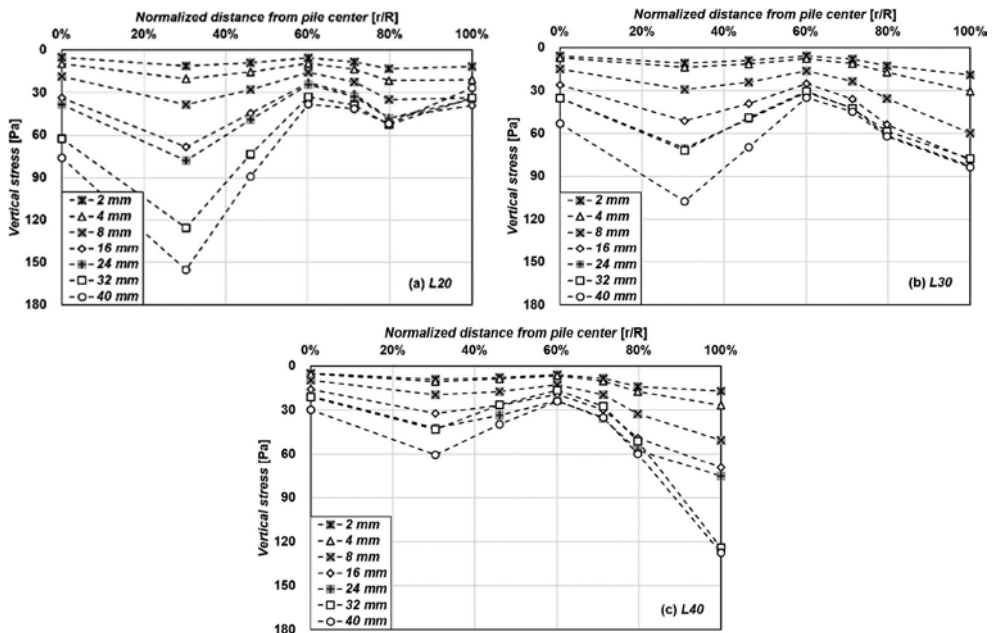 Normalized distance from pile center [r/R]
0% 20% 40% 60% 80% 100%
0
30
60
90
120
150
180
Vertical stress [Pa]
2 mm
4 mm
8 mm
16 mm
24 mm
32 mm
40 mm
(a) L20
Normalized distance from pile center [r/R]
0% 20% 40% 60% 80% 100%
0
30
60
90
120
150
180
Vertical stress [Pa]
2 mm
4 mm
8 mm
16 mm
24 mm
32 mm
40 mm
(b) L30
Normalized distance from pile center [r/R]
0% 20% 40% 60% 80% 100%
0
30
60
90
120
150
180
Vertical stress [Pa]
2 mm
4 mm
8 mm
16 mm
24 mm
32 mm
40 mm
(c) L40